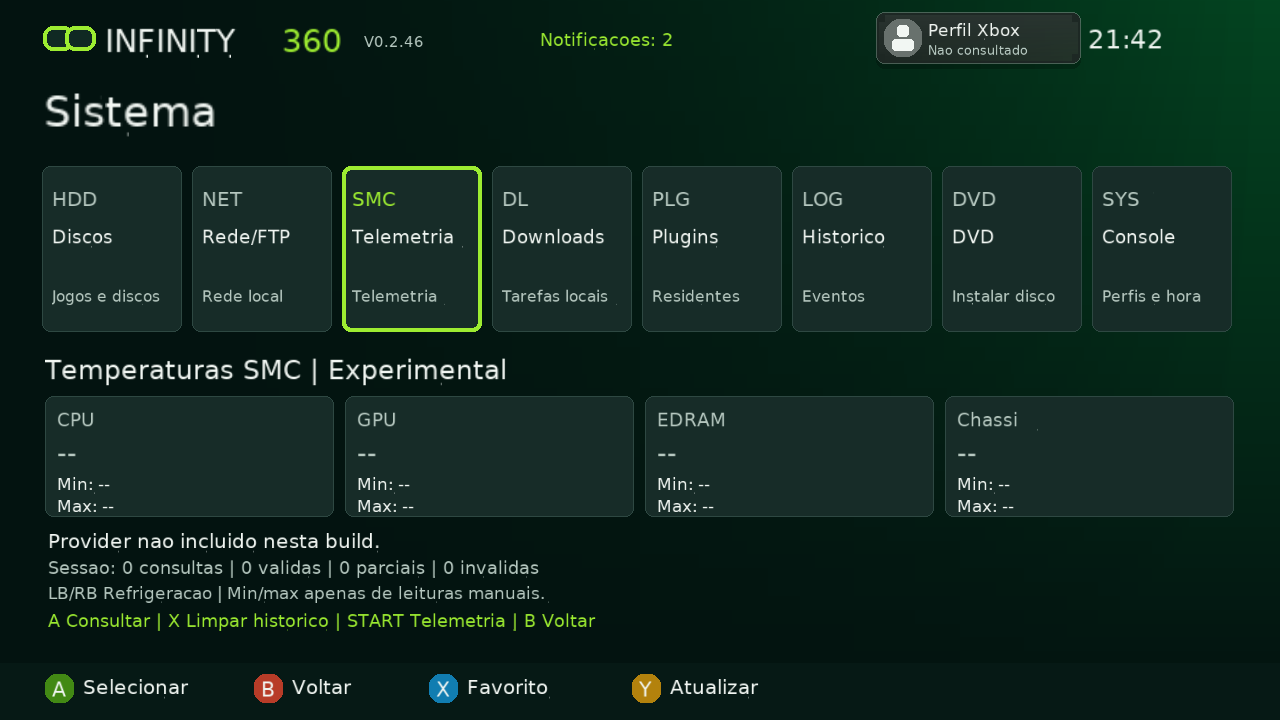 INFINITY 360 V0.2.46 Notificacoes: 2 Perfil Xbox 21:42
Nao consultado
Sistema
HDD NET SMC DL PLG LOG DVD SYS
Discos Rede/FTP Telemetria Downloads Plugins Historico DVD Console
Jogos e discos Rede local Telemetria Tarefas locais Residentes Eventos Instalar disco Perfis e hora
Temperaturas SMC | Experimental
CPU GPU EDRAM Chassi
-- -- -- --
Min: -- Min: -- Min: -- Min: --
Max: -- Max: -- Max: -- Max: --
Provider nao incluido nesta build.
Sessao: 0 consultas | 0 validas | 0 parciais | 0 invalidas
LB/RB Refrigeracao | Min/max apenas de leituras manuais.
A Consultar | X Limpar historico | START Telemetria | B Voltar
A Selecionar B Voltar X Favorito Y Atualizar